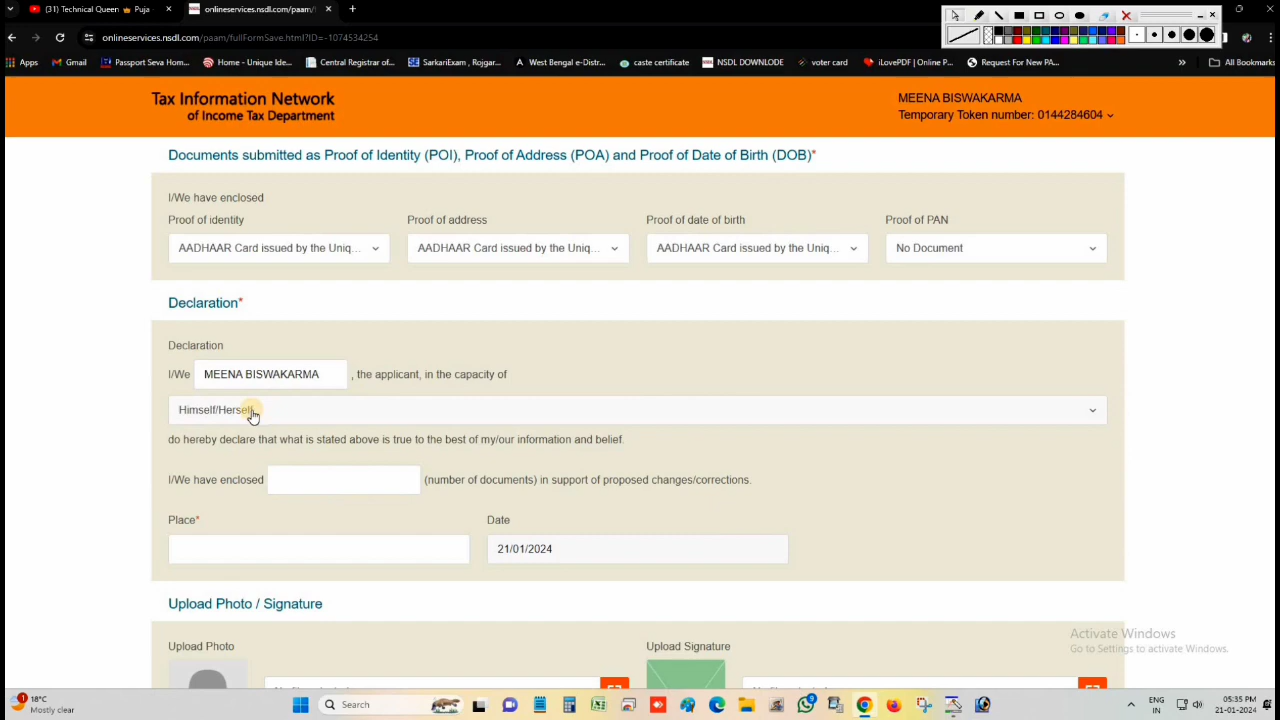 (31) Technical Queen 👑 Puja -
onlineservices.nsdl.com/paam/f
onlineservices.nsdl.com/paam/fullFormSave.html?ID=-1074584254
Apps
Gmail
Passport Seva Hom...
Home - Unique Ide...
Central Registrar of...
SarkariExam , Rojgar...
West Bengal e-Distr...
caste certificate
NSDL DOWNLODE
voter card
iLovePDF | Online P...
Request For New PA...
»
All Bookmarks
Tax Information Network
of Income Tax Department
MEENA BISWAKARMA
Temporary Token number: 0144284604
Documents submitted as Proof of Identity (POI), Proof of Address (POA) and Proof of Date of Birth (DOB)*
I/We have enclosed
Proof of identity
Proof of address
Proof of date of birth
Proof of PAN
AADHAAR Card issued by the Uniq...
AADHAAR Card issued by the Uniq...
AADHAAR Card issued by the Uniq...
No Document
Declaration*
Declaration
I/We MEENA BISWAKARMA , the applicant, in the capacity of
Himself/Herself
do hereby declare that what is stated above is true to the best of my/our information and belief.
I/We have enclosed (number of documents) in support of proposed changes/corrections.
Place*
Date
21/01/2024
Upload Photo / Signature
Upload Photo
Upload Signature
Activate Windows
Go to Settings to activate Windows.
1
18°C
Mostly clear
Search
9
ENG
IN
05:35 PM
21-01-2024